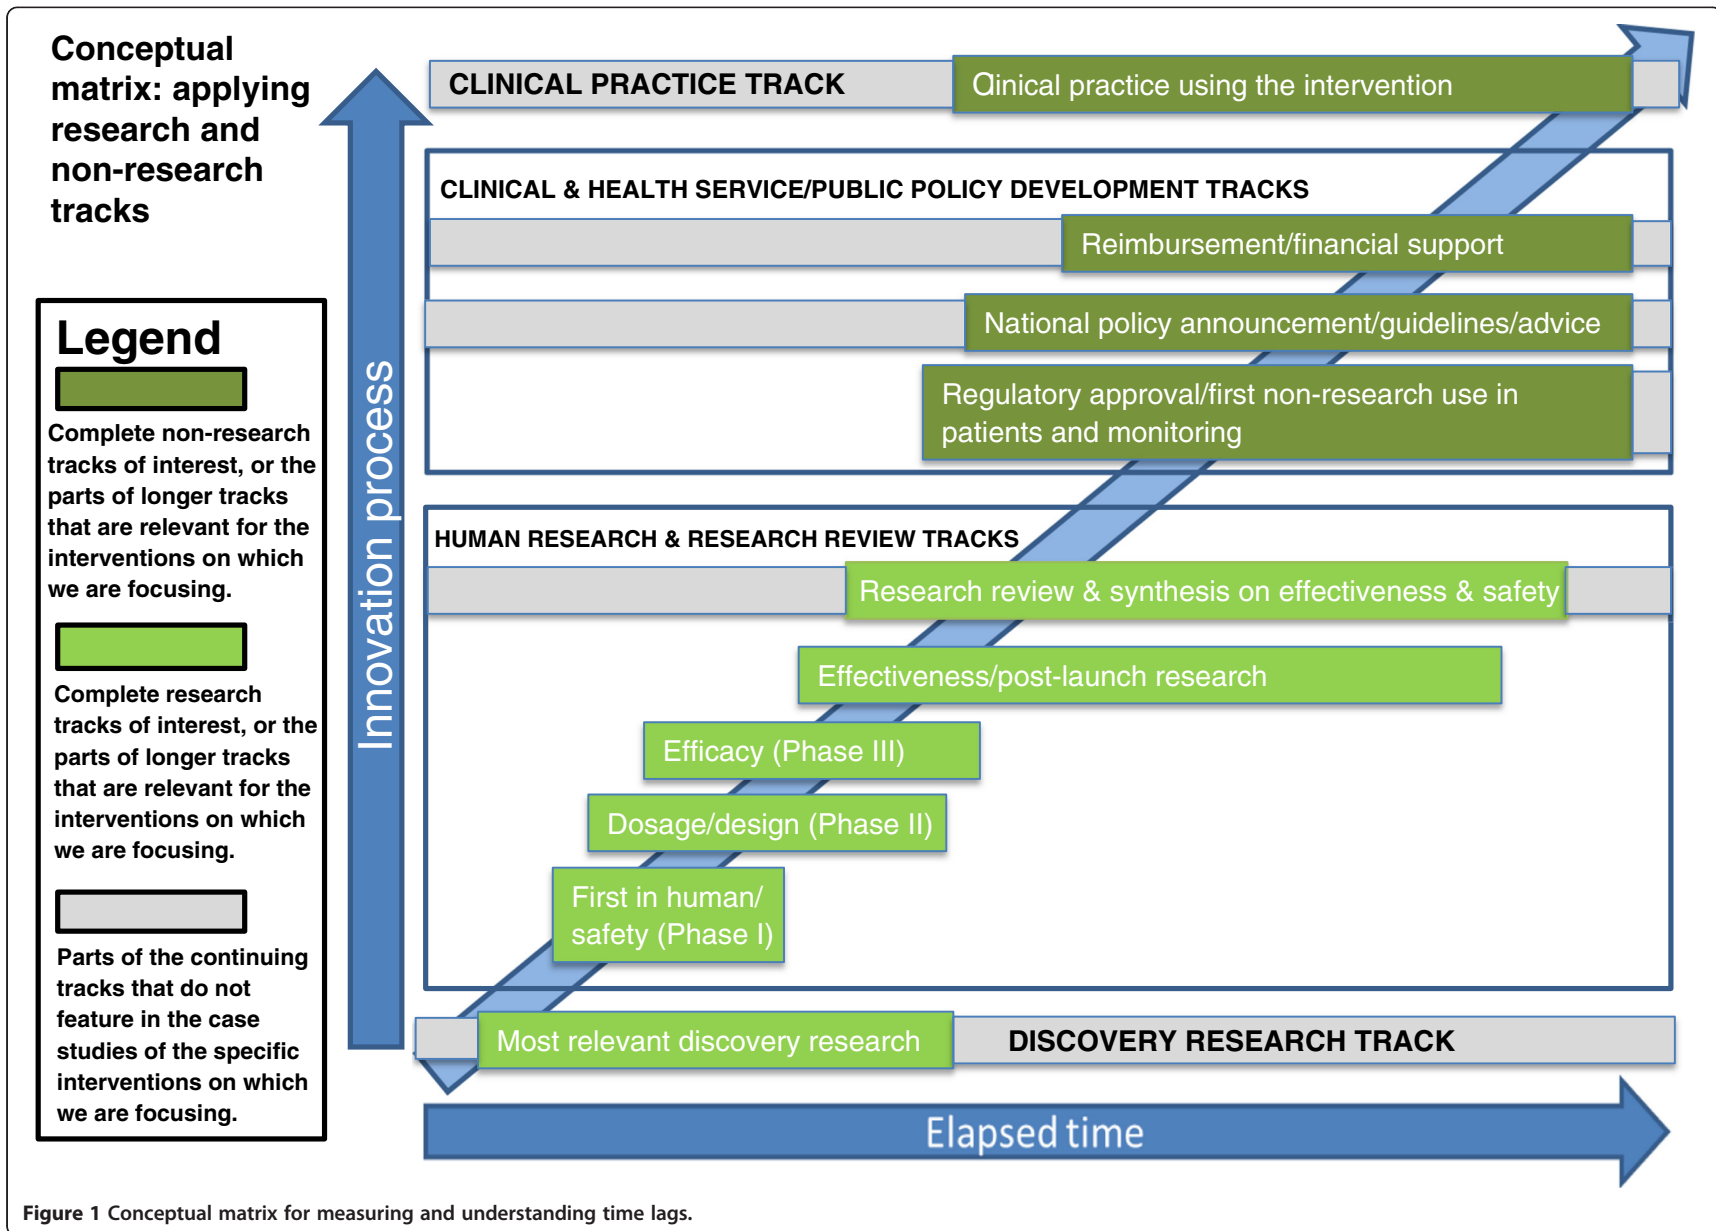 Conceptual
matrix: applying
research and
non-research
tracks
CLINICAL PRACTICE TRACK
Clinical practice using the intervention
CLINICAL & HEALTH SERVICE/PUBLIC POLICY DEVELOPMENT TRACKS
Reimbursement/financial support
National policy announcement/guidelines/advice
Regulatory approval/first non-research use in
patients and monitoring
Innovation process
HUMAN RESEARCH & RESEARCH REVIEW TRACKS
Research review & synthesis on effectiveness & safety
Effectiveness/post-launch research
Efficacy (Phase III)
Dosage/design (Phase II)
First in human/
safety (Phase I)
Most relevant discovery research
DISCOVERY RESEARCH TRACK
Elapsed time
Legend
Complete non-research
tracks of interest, or the
parts of longer tracks
that are relevant for the
interventions on which
we are focusing.
Complete research
tracks of interest, or the
parts of longer tracks
that are relevant for the
interventions on which
we are focusing.
Parts of the continuing
tracks that do not
feature in the case
studies of the specific
interventions on which
we are focusing.
Figure 1 Conceptual matrix for measuring and understanding time lags.